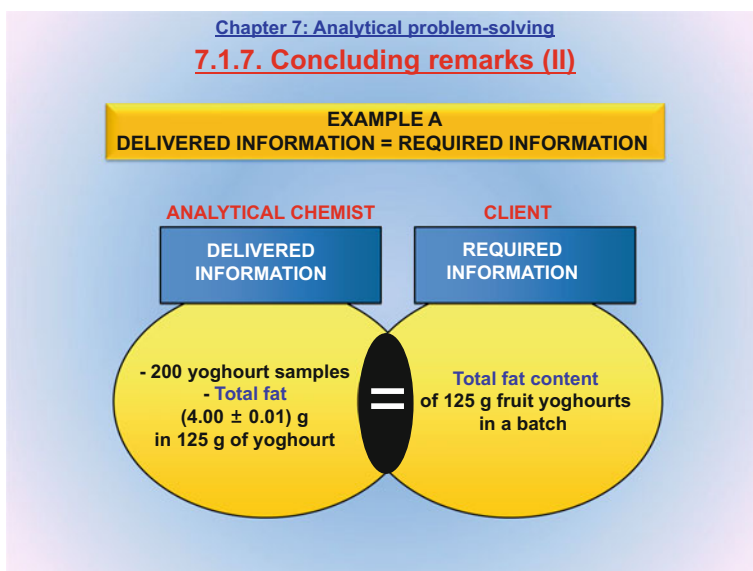 Chapter 7: Analytical problem-solving
7.1.7. Concluding remarks (II)
EXAMPLE A
DELIVERED INFORMATION = REQUIRED INFORMATION
ANALYTICAL CHEMIST
DELIVERED
INFORMATION
- 200 yoghourt samples
- Total fat
(4.00 ± 0.01) g
in 125 g of yoghourt
=
CLIENT
REQUIRED
INFORMATION
Total fat content
of 125 g fruit yoghourts
in a batch